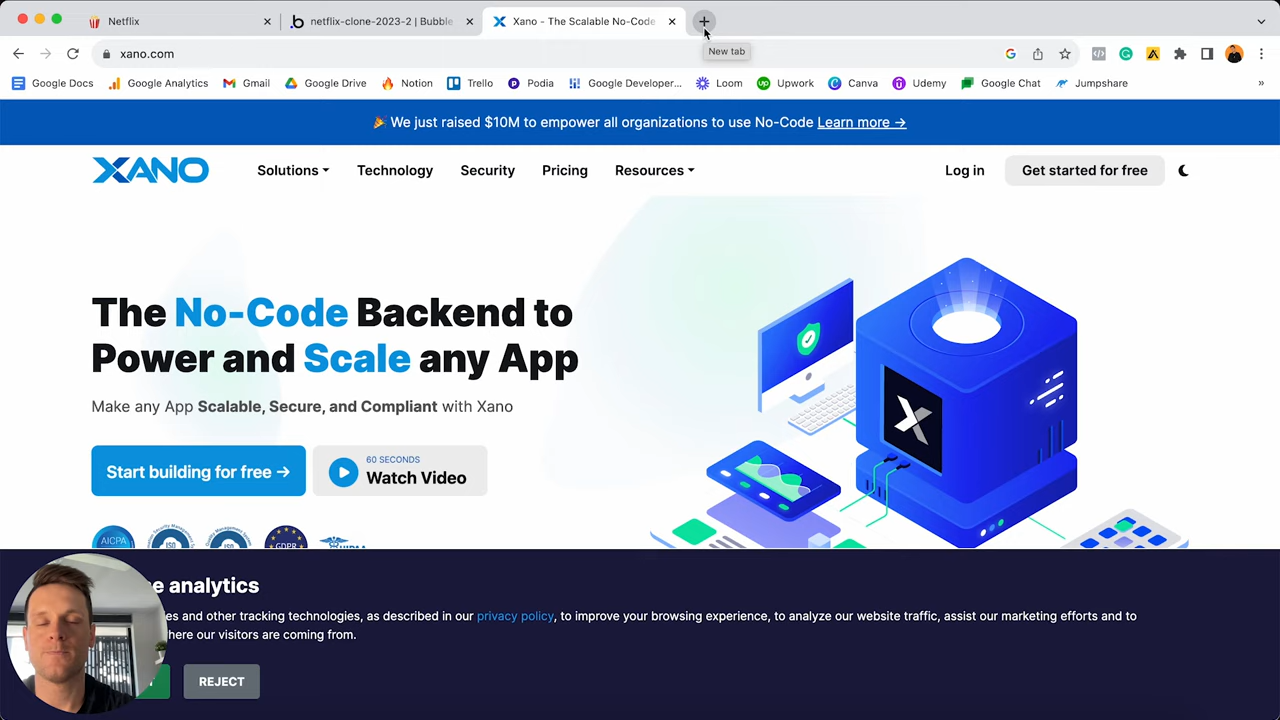 Netflix
netflix-clone-2023-2 | Bubble
Xano - The Scalable No-Code
New tab
xano.com
Google Docs
Google Analytics
Gmail
Google Drive
Notion
Trello
Podia
Google Developer...
Loom
Upwork
Canva
Udemy
Google Chat
Jumpshare
🎉 We just raised $10M to empower all organizations to use No-Code Learn more →
XANO
Solutions
Technology
Security
Pricing
Resources
Log in
Get started for free
The No-Code Backend to
Power and Scale any App
Make any App Scalable, Secure, and Compliant with Xano
Start building for free →
60 SECONDS
Watch Video
AICPA
ISO
ISO
GDPR
analytics
and other tracking technologies, as described in our privacy policy, to improve your browsing experience, to analyze our website traffic, assist our marketing efforts and to
our visitors are coming from.
REJECT